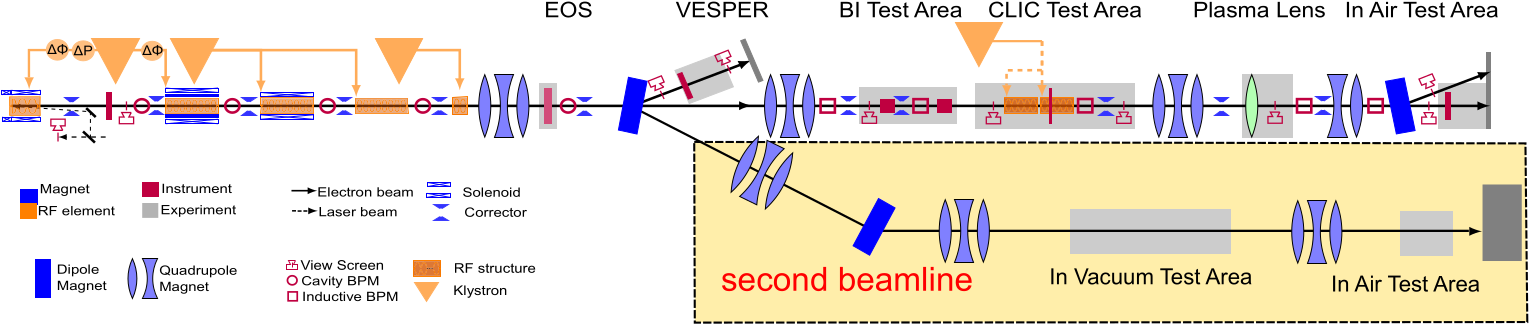 EOS
VESPER
BI Test Area
CLIC Test Area
Plasma Lens
In Air Test Area
ΔΦ
ΔP
ΔΦ
Magnet
RF element
Instrument
Experiment
Electron beam
Laser beam
Solenoid
Corrector
Dipole
Magnet
Quadrupole
Magnet
View Screen
Cavity BPM
Inductive BPM
RF structure
Klystron
second beamline
In Vacuum Test Area
In Air Test Area